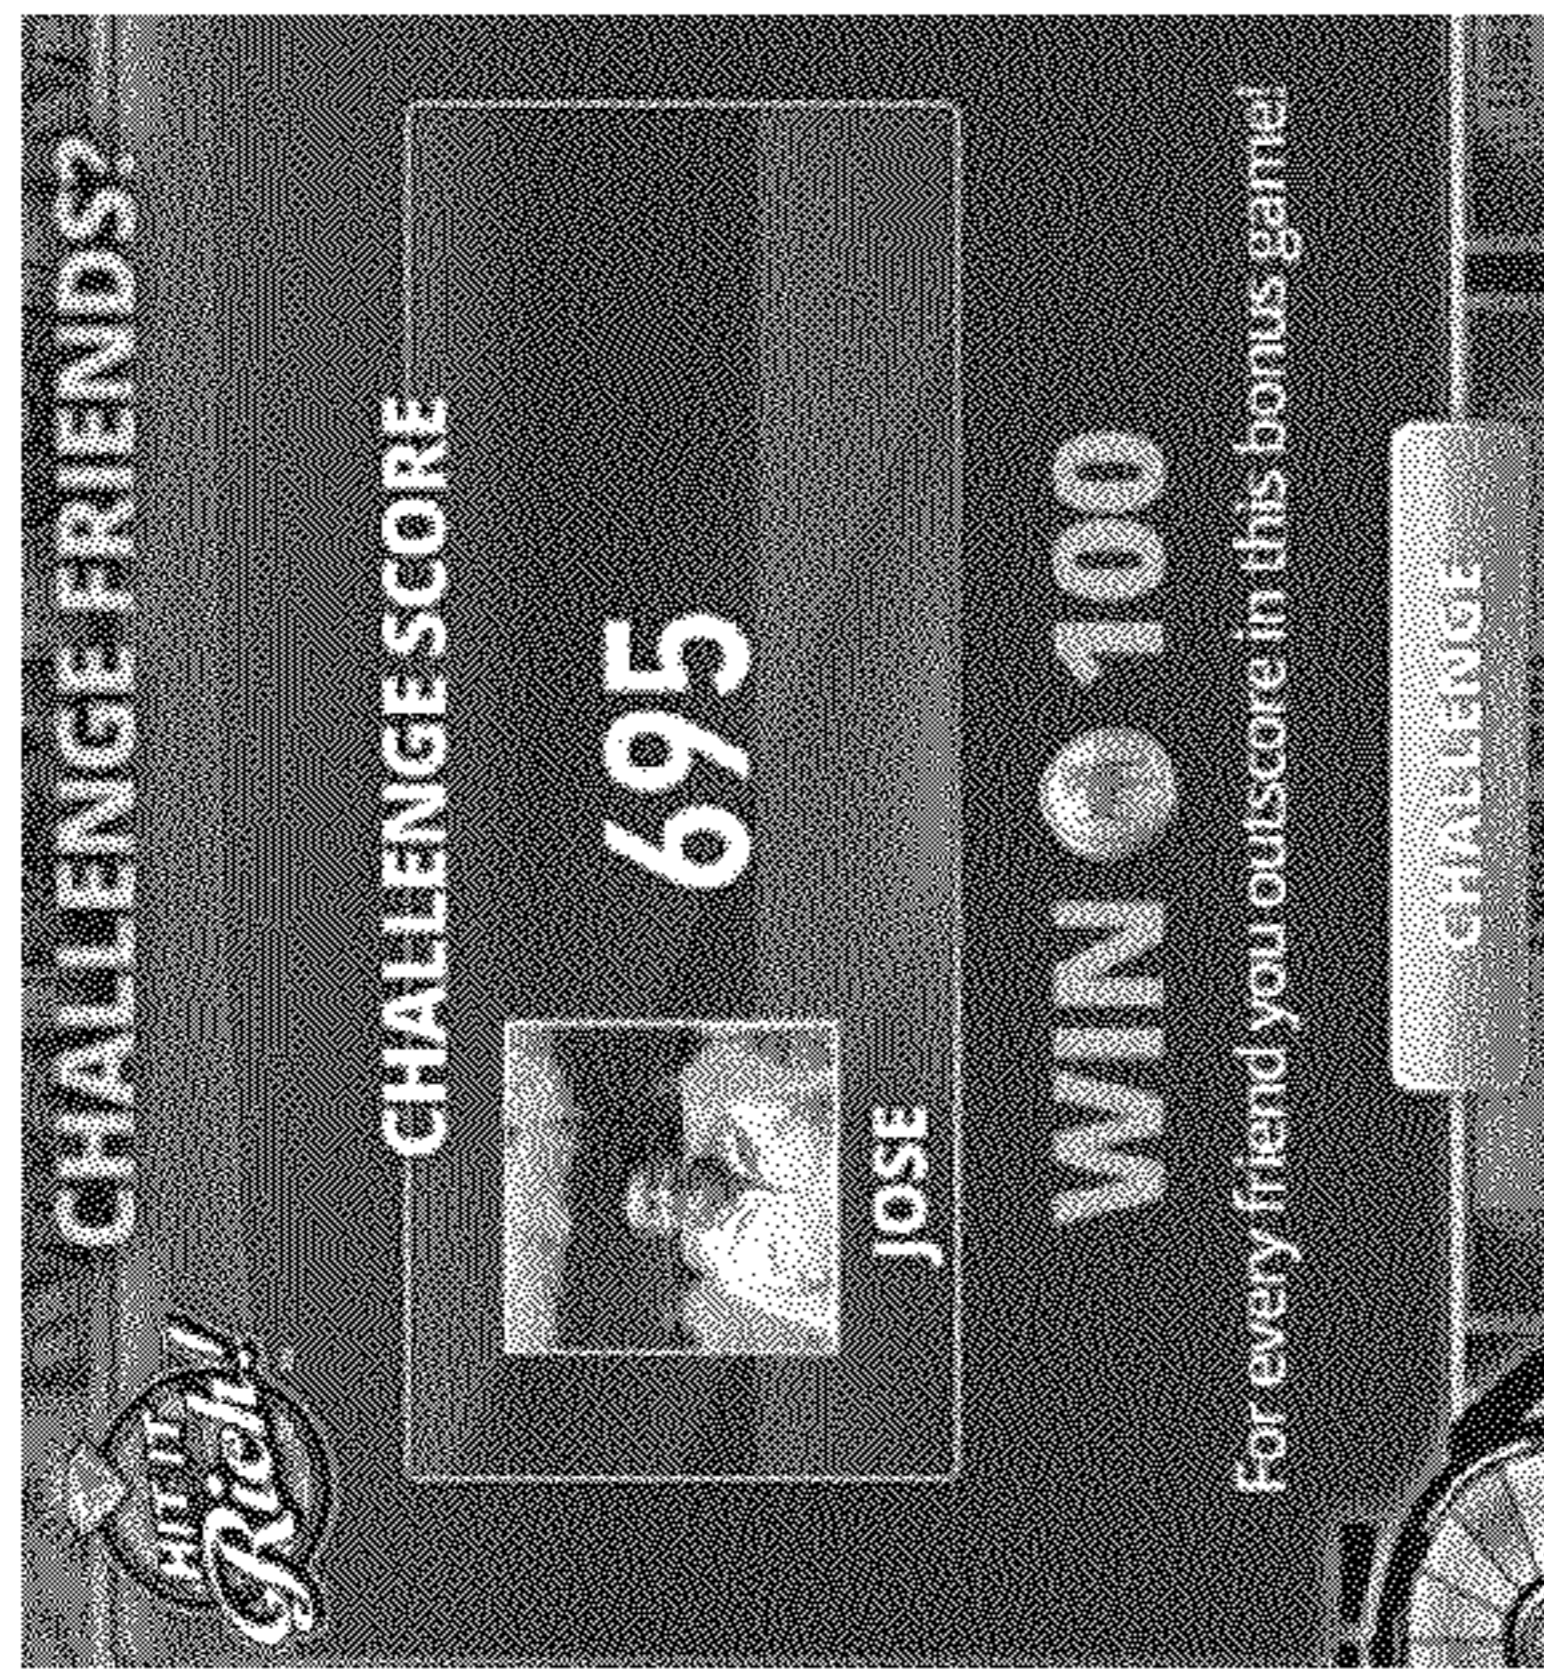 HIT IT
Rich!
CHALLENGE FRIENDS?
CHALLENGE SCORE
695
JOSE
WIN 100
For every friend you outscore in this bonus game!
CHALLENGE